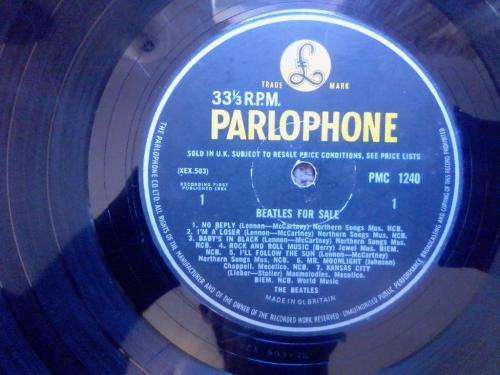 £
TRADE MARK
33⅓ R.P.M.
PARLOPHONE
SOLD IN U.K. SUBJECT TO RESALE PRICE CONDITIONS, SEE PRICE LISTS
(XEX.503)
PMC 1240
RECORDING FIRST
PUBLISHED 1964
1
1
BEATLES FOR SALE
1. NO REPLY (Lennon—McCartney) Northern Songs Mus. NCB.
2. I'M A LOSER (Lennon—McCartney) Northern Songs Mus. NCB.
3. BABY'S IN BLACK (Lennon—McCartney) Northern Songs Mus.
NCB. 4. ROCK AND ROLL MUSIC (Berry) Jewel Mus. BIEM.
NCB. 5. I'LL FOLLOW THE SUN (Lennon—McCartney)
Northern Songs Mus. NCB. 6. MR. MOONLIGHT (Johnson)
Chappell. Mecolico. NCB. 7. KANSAS CITY
(Lieber—Stoller) Macmelodies. Mecolico.
BIEM. NCB. World Music
THE BEATLES
MADE IN GT. BRITAIN
THE PARLOPHONE CO. LTD. ALL RIGHTS OF THE MANUFACTURER AND OF THE OWNER OF THE RECORDED WORK RESERVED. UNAUTHORISED PUBLIC PERFORMANCE BROADCASTING AND COPYING OF THIS RECORD PROHIBITED